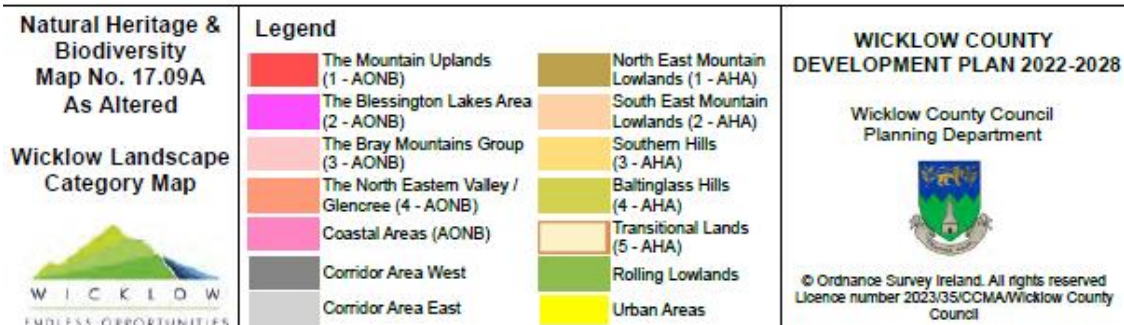 Natural Heritage &
Biodiversity
Map No. 17.09A
As Altered
Wicklow Landscape
Category Map
WICKLOW
ENDLESS OPPORTUNITIES
Legend
The Mountain Uplands
(1 - AONB)
The Blessington Lakes Area
(2 - AONB)
The Bray Mountains Group
(3 - AONB)
The North Eastern Valley /
Glencree (4 - AONB)
Coastal Areas (AONB)
Corridor Area West
Corridor Area East
North East Mountain
Lowlands (1 - AHA)
South East Mountain
Lowlands (2 - AHA)
Southern Hills
(3 - AHA)
Baltinglass Hills
(4 - AHA)
Transitional Lands
(5 - AHA)
Rolling Lowlands
Urban Areas
WICKLOW COUNTY
DEVELOPMENT PLAN 2022-2028
Wicklow County Council
Planning Department
© Ordnance Survey Ireland. All rights reserved
Licence number 2023/35/CCMA/Wicklow County
Council